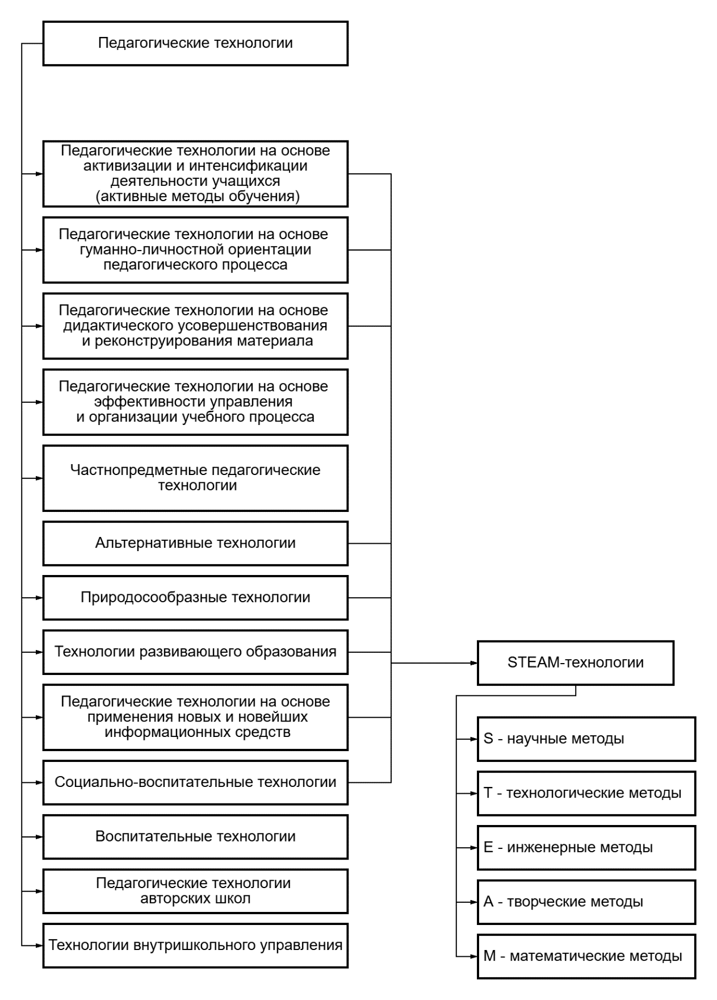 Педагогические технологии
Педагогические технологии на основе
активизации и интенсификации
деятельности учащихся
(активные методы обучения)
Педагогические технологии на основе
гуманно-личностной ориентации
педагогического процесса
Педагогические технологии на основе
дидактического усовершенствования
и реконструирования материала
Педагогические технологии на основе
эффективности управления
и организации учебного процесса
Частнопредметные педагогические
технологии
Альтернативные технологии
Природосообразные технологии
Технологии развивающего образования
Педагогические технологии на основе
применения новых и новейших
информационных средств
Социально-воспитательные технологии
Воспитательные технологии
Педагогические технологии
авторских школ
Технологии внутришкольного управления
STEAM-технологии
S - научные методы
T - технологические методы
E - инженерные методы
A - творческие методы
M - математические методы